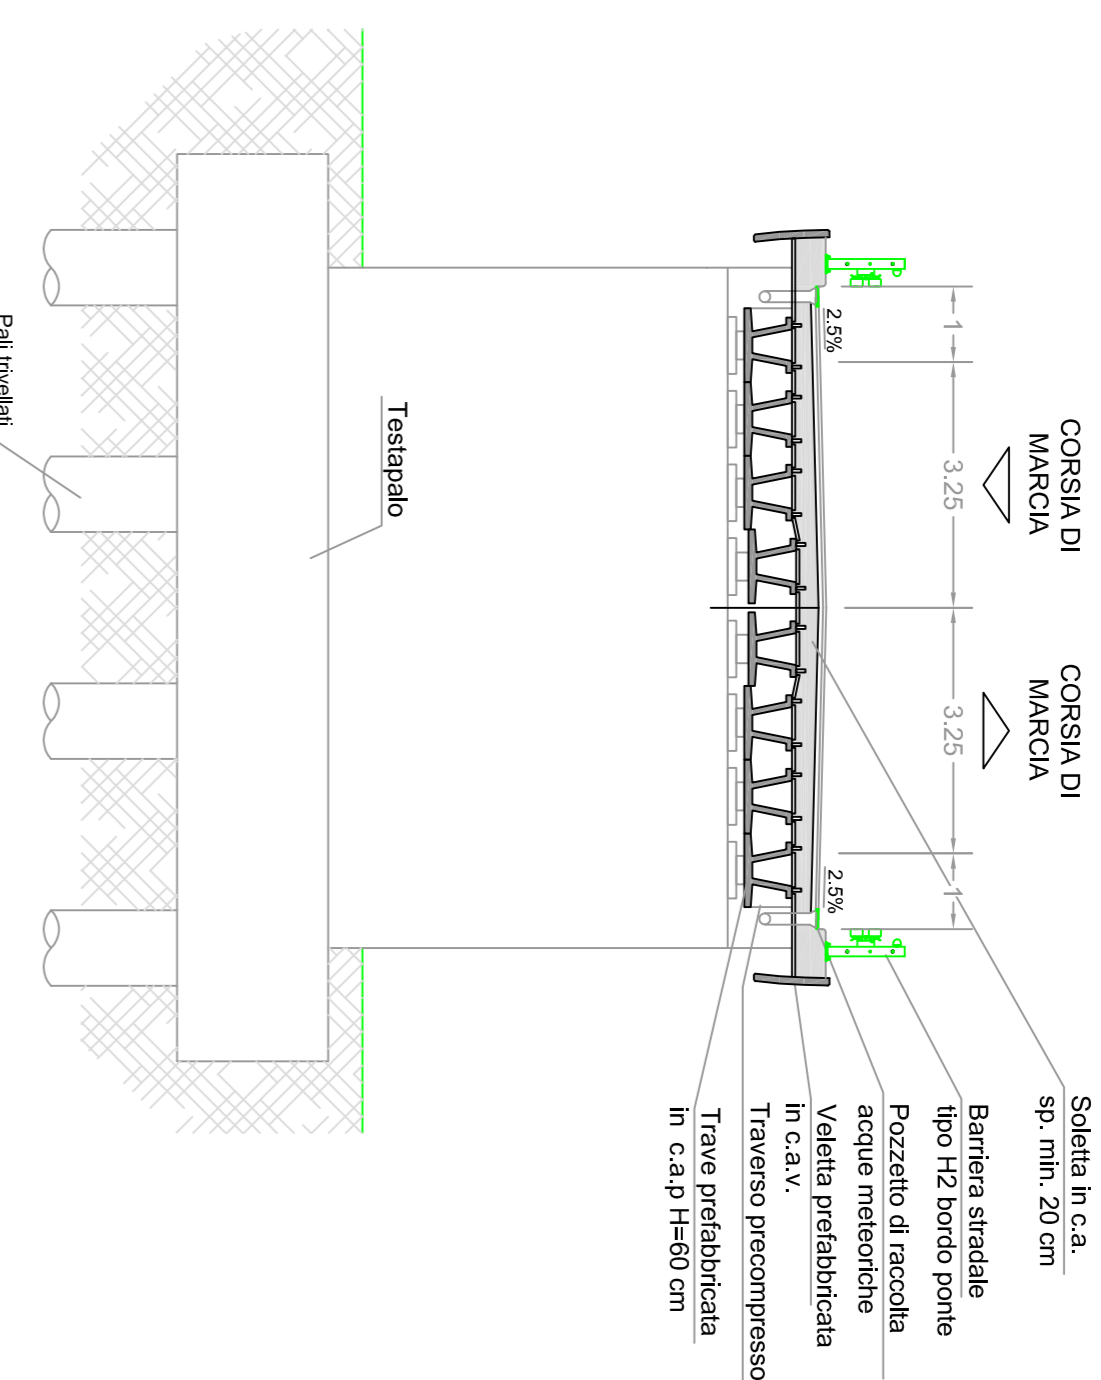 CORSIA DI
MARCIA
CORSIA DI
MARCIA
1
3.25
3.25
1
2.5%
2.5%
Soletta in c.a.
sp. min. 20 cm
Barriera stradale
tipo H2 bordo ponte
Pozzetto di raccolta
acque meteoriche
Veletta prefabbricata
in c.a.v.
Traverso precompresso
Trave prefabbricata
in c.a.p H=60 cm
Testapalo
Pali trivellati